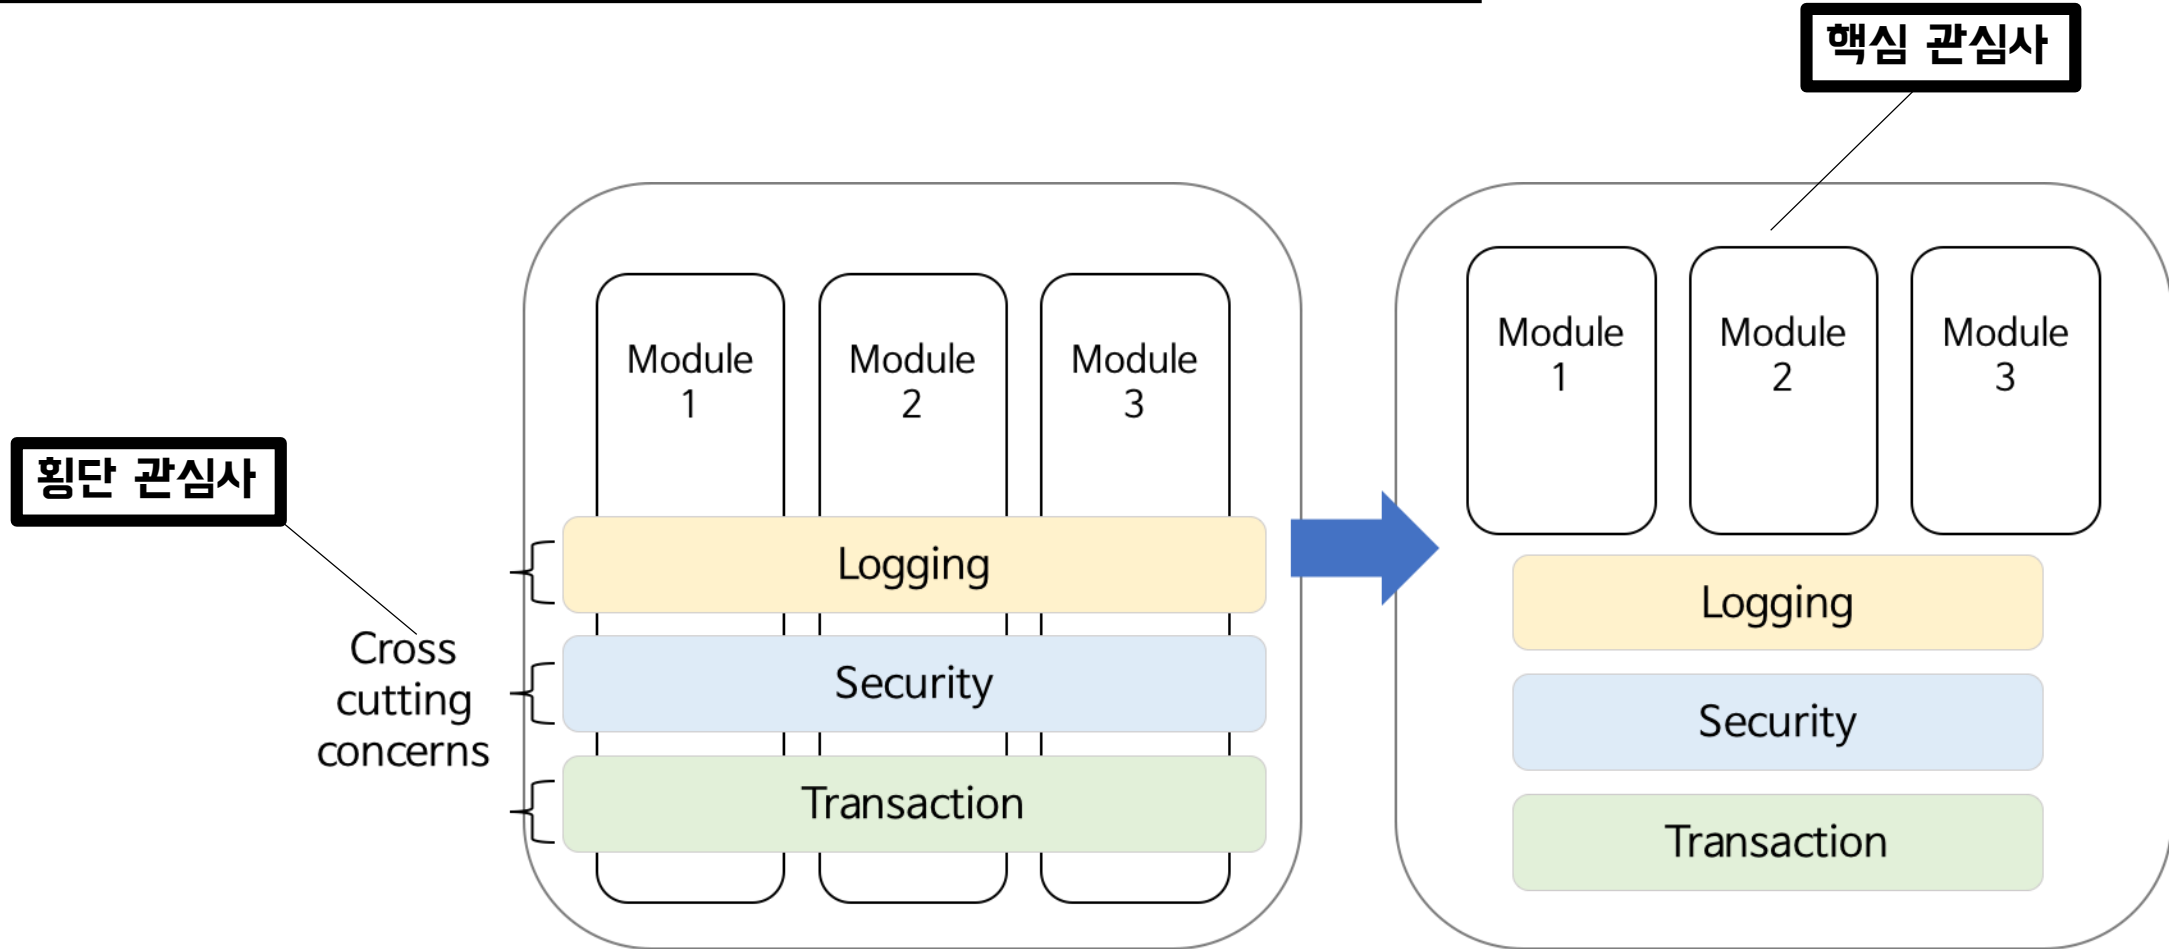 핵심 관심사
Module
1
Module
2
Module
3
Module
1
Module
2
Module
3
횡단 관심사
Cross
cutting
concerns
Logging
Security
Transaction
Logging
Security
Transaction